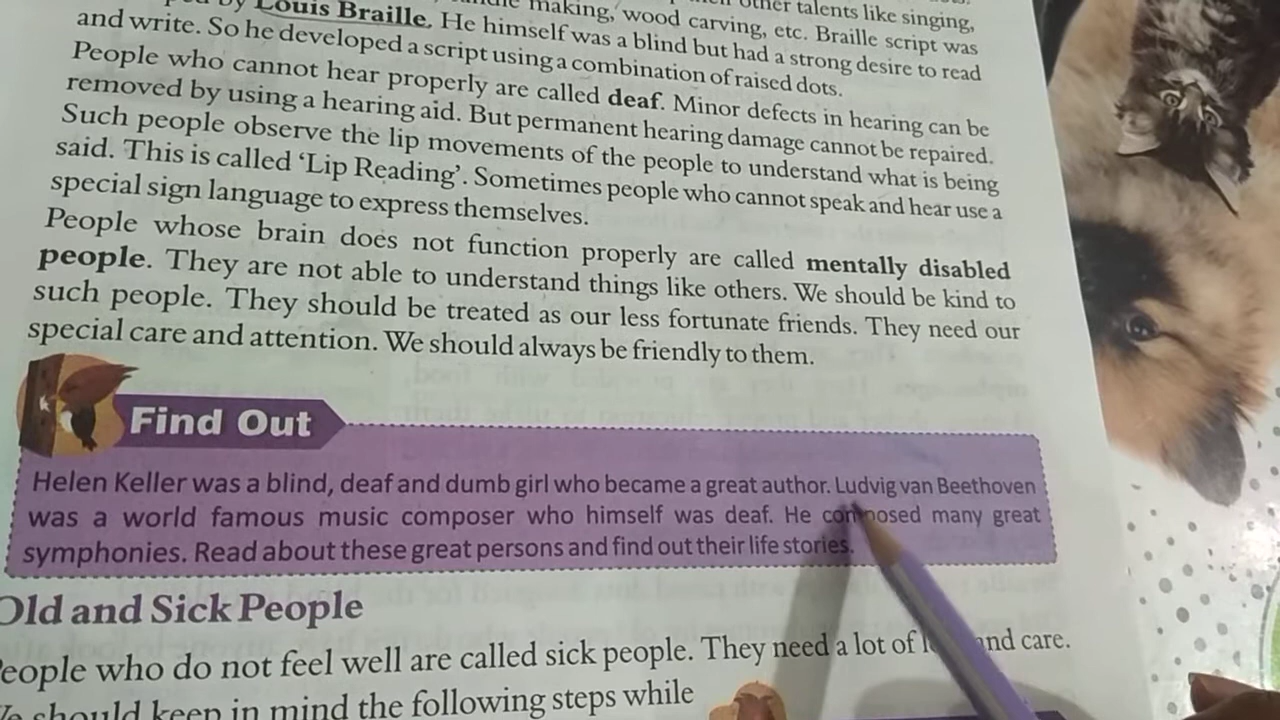 other talents like singing,
making, wood carving, etc. Braille script was
by Louis Braille. He himself was a blind but had a strong desire to read
and write. So he developed a script using a combination of raised dots.
People who cannot hear properly are called deaf. Minor defects in hearing can be
removed by using a hearing aid. But permanent hearing damage cannot be repaired.
Such people observe the lip movements of the people to understand what is being
said. This is called ‘Lip Reading’. Sometimes people who cannot speak and hear use a
special sign language to express themselves.
People whose brain does not function properly are called mentally disabled
people. They are not able to understand things like others. We should be kind to
such people. They should be treated as our less fortunate friends. They need our
special care and attention. We should always be friendly to them.
Find Out
Helen Keller was a blind, deaf and dumb girl who became a great author. Ludvig van Beethoven
was a world famous music composer who himself was deaf. He composed many great
symphonies. Read about these great persons and find out their life stories.
Old and Sick People
People who do not feel well are called sick people. They need a lot of and care.
We should keep in mind the following steps while